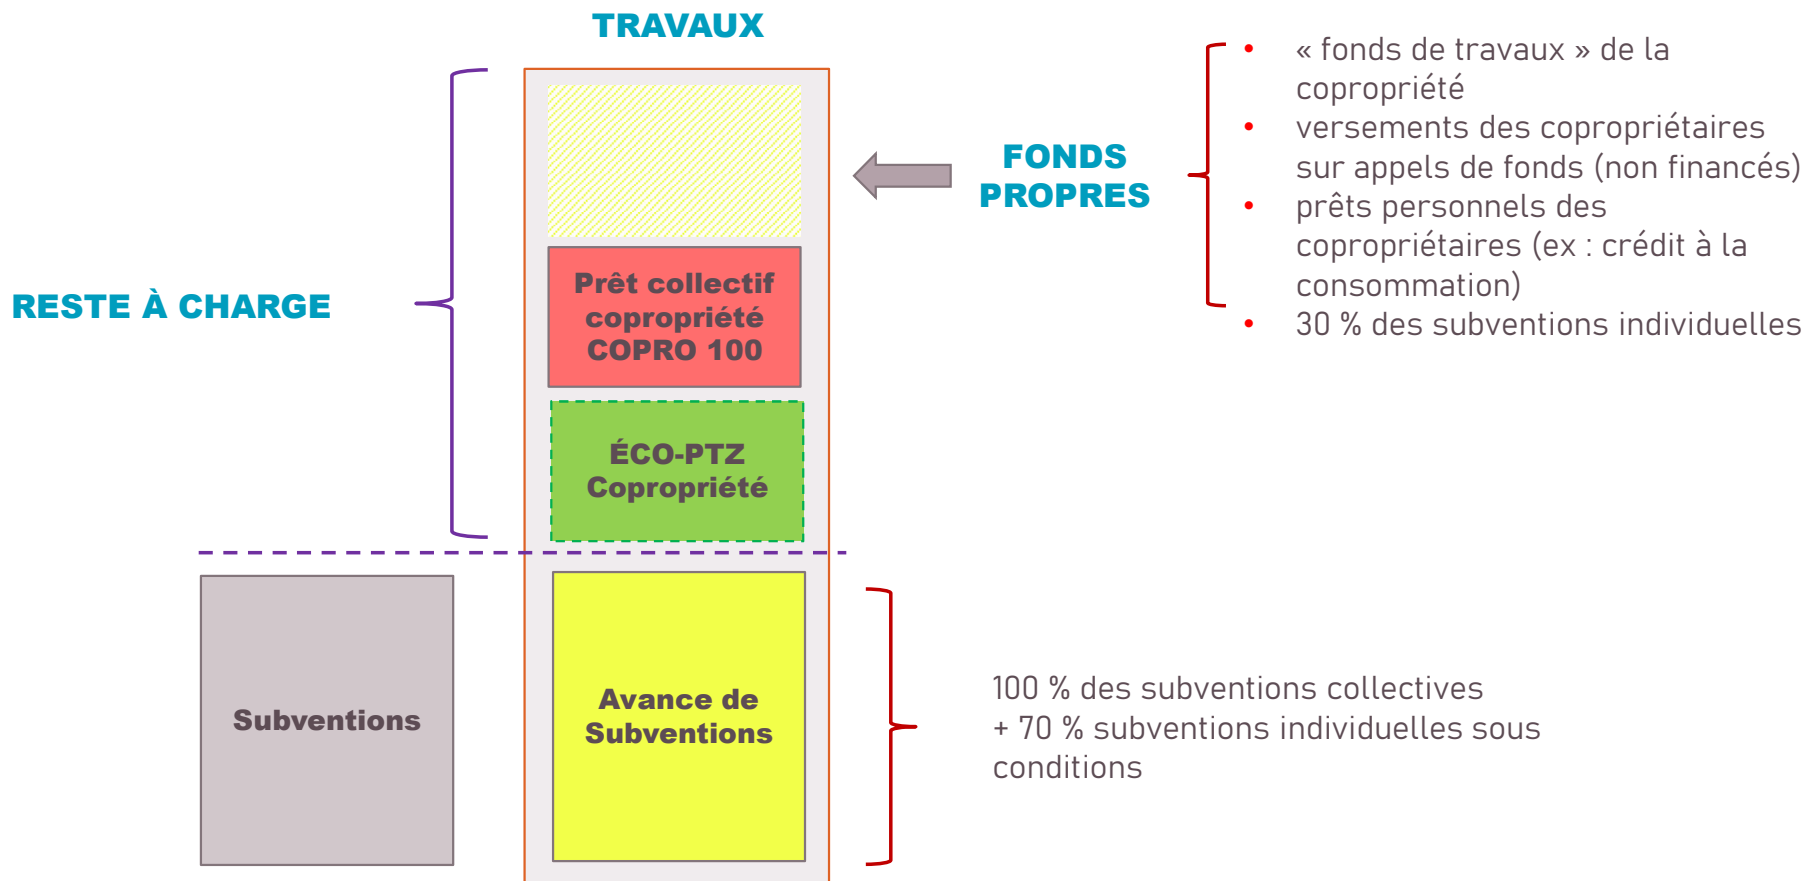 TRAVAUX
• « fonds de travaux » de la
copropriété
• versements des copropriétaires
sur appels de fonds (non financés)
• prêts personnels des
copropriétaires (ex : crédit à la
consommation)
• 30 % des subventions individuelles
FONDS
PROPRES
RESTE À CHARGE
Prêt collectif
copropriété
COPRO 100
ÉCO-PTZ
Copropriété
Subventions
Avance de
Subventions
100 % des subventions collectives
+ 70 % subventions individuelles sous
conditions